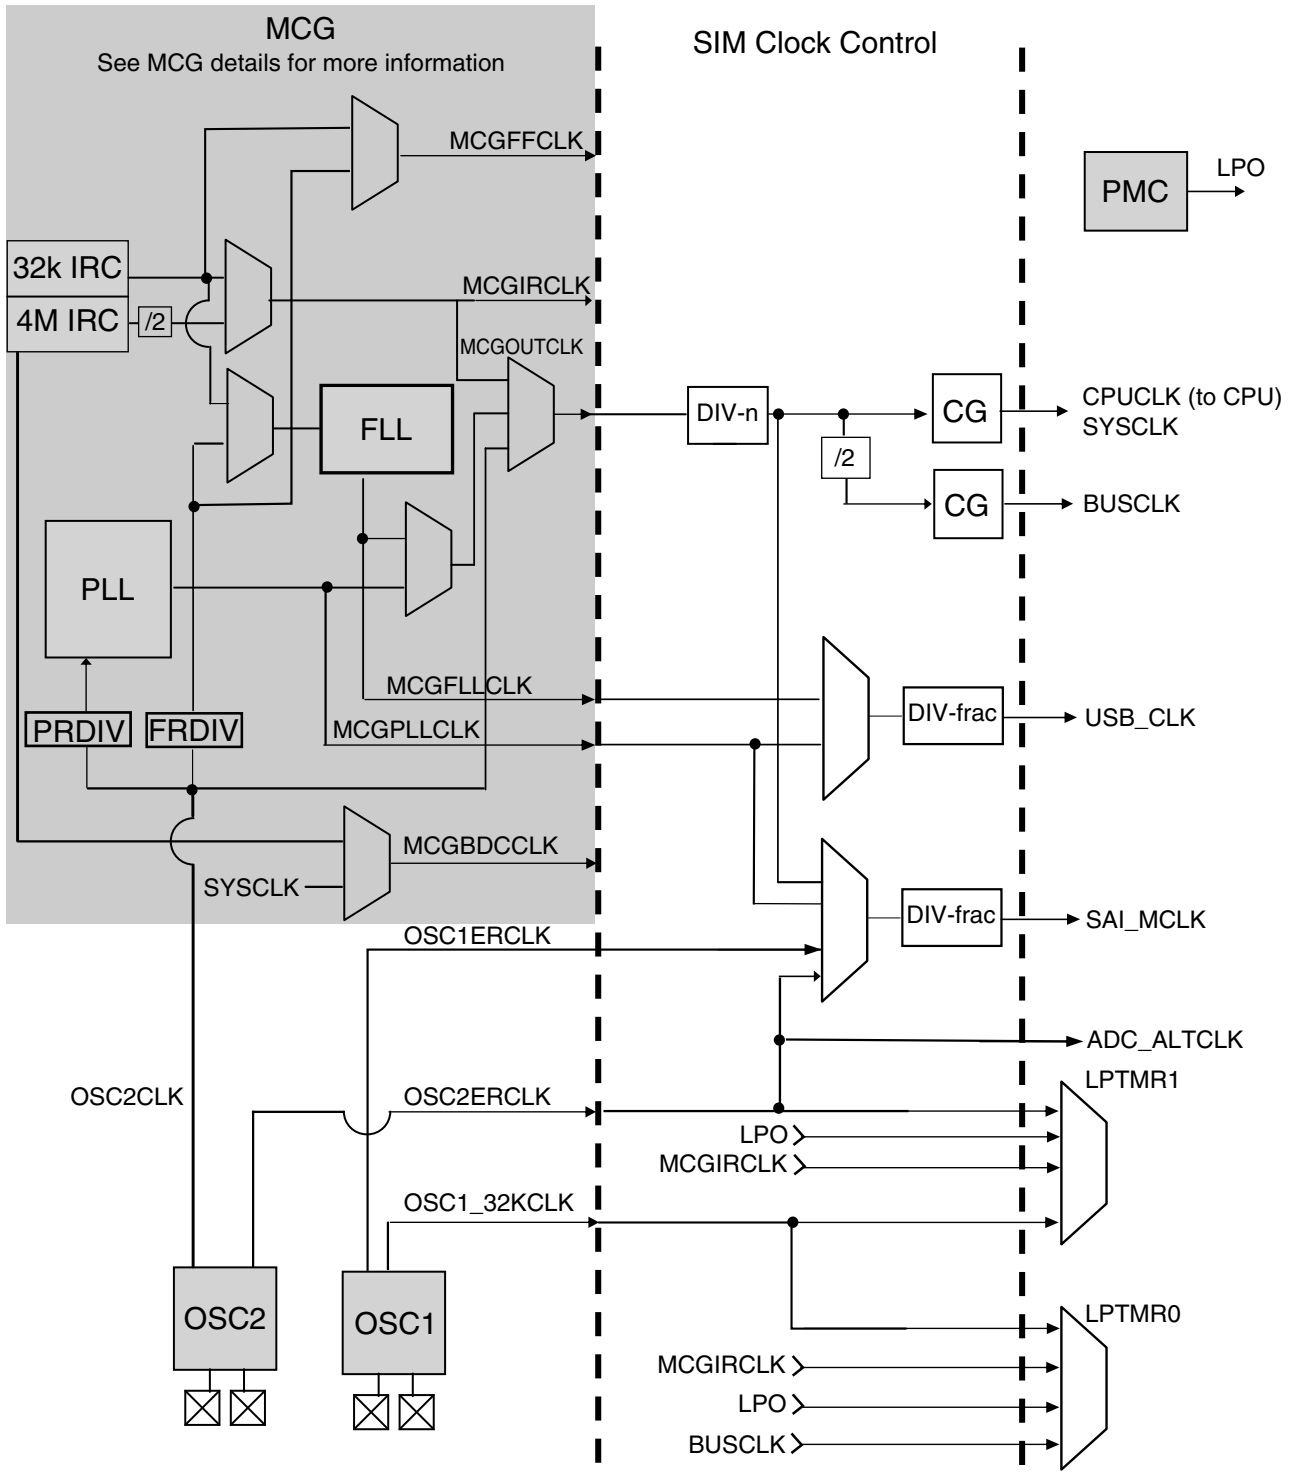 MCG
See MCG details for more information
SIM Clock Control
MCGFFCLK
PMC
LPO
32k IRC
4M IRC
/2
MCGIRCLK
MCGOUTCLK
FLL
DIV-n
CG
CPUCLK (to CPU)
SYSCLK
/2
CG
BUSCLK
PLL
MCGFLLCLK
MCGPLLCLK
PRDIV
FRDIV
DIV-frac
USB_CLK
MCGBDCCLK
SYSCLK
DIV-frac
SAI_MCLK
OSC1ERCLK
ADC_ALTCLK
LPTMR1
OSC2CLK
OSC2ERCLK
LPO
MCGIRCLK
OSC1_32KCLK
OSC2
OSC1
LPTMR0
MCGIRCLK
LPO
BUSCLK